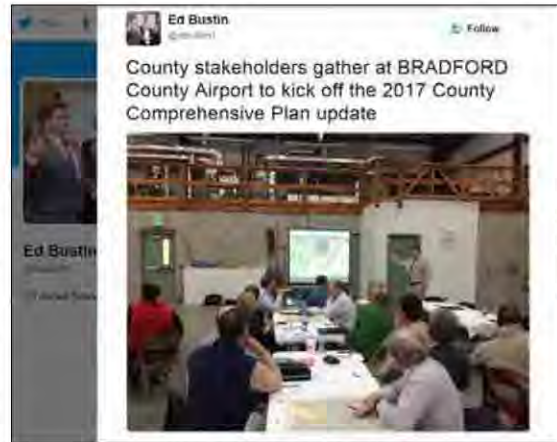 Ed Bustin
Follow
County stakeholders gather at BRADFORD
County Airport to kick off the 2017 County
Comprehensive Plan update
Ed Bustin